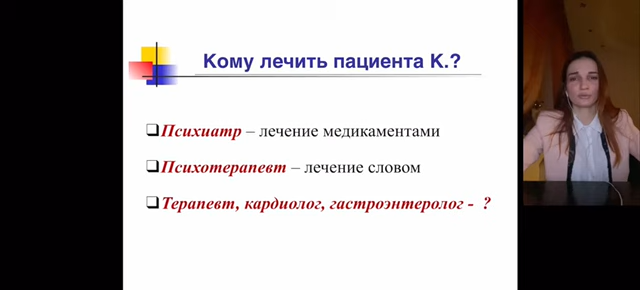 Кому лечить пациента К.?
Психиатр – лечение медикаментами
Психотерапевт – лечение словом
Терапевт, кардиолог, гастроэнтеролог - ?